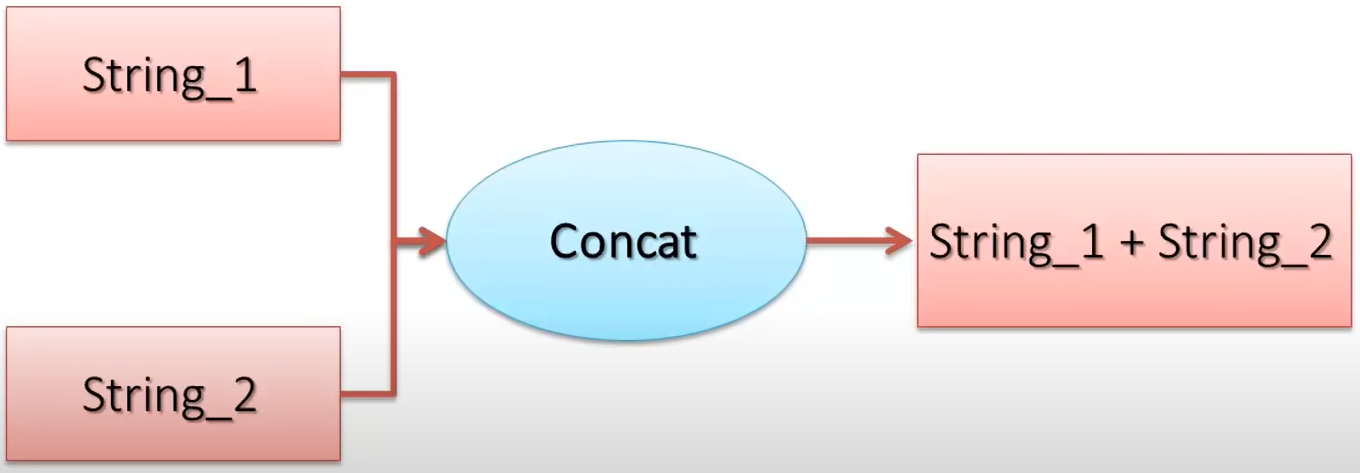 String_1
String_2
Concat
String_1 + String_2